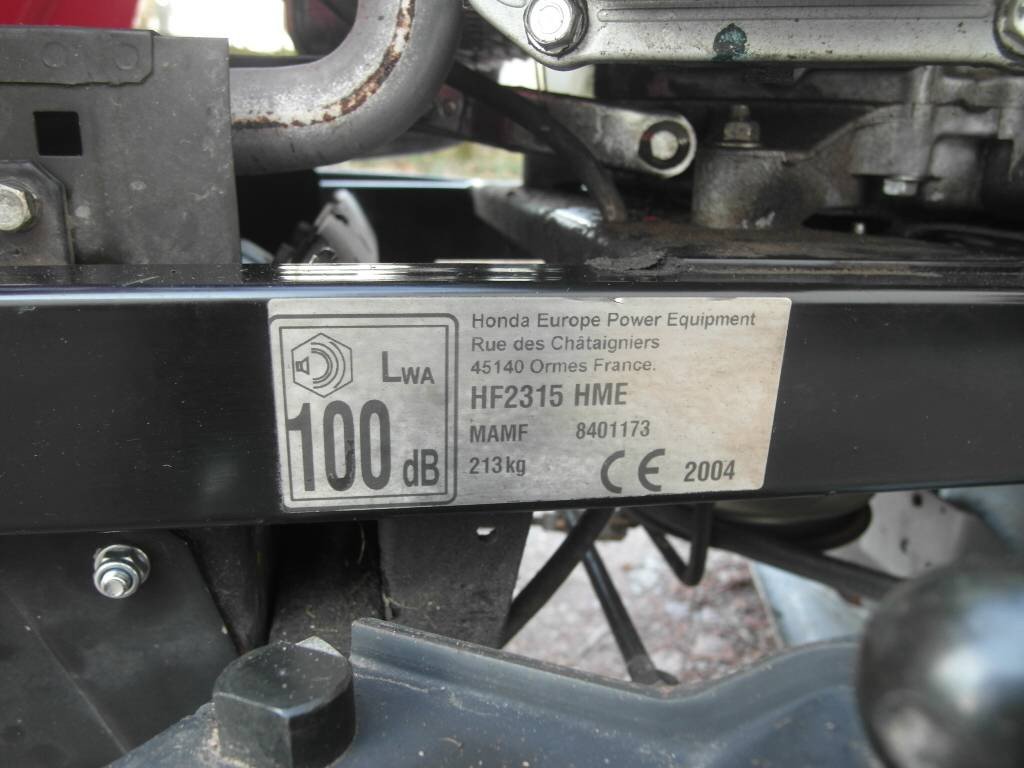 LWA
100 dB
Honda Europe Power Equipment
Rue des Châtaigniers
45140 Ormes France.
HF2315 HME
MAMF 8401173
213kg CE 2004